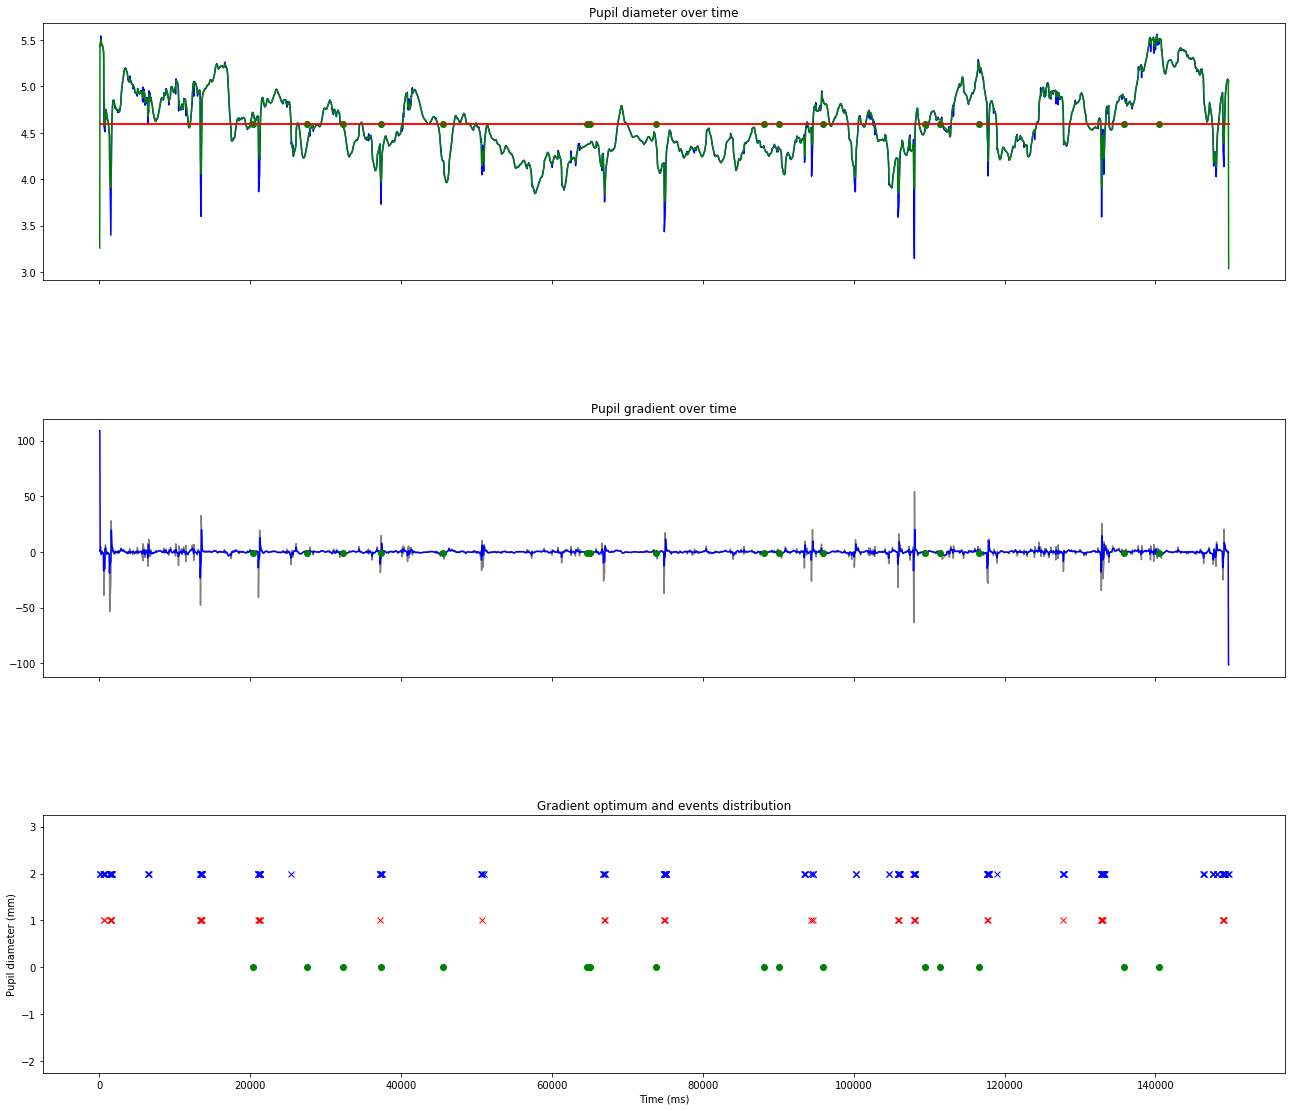 Pupil diameter over time
5.5
5.0
4.5
4.0
3.5
3.0
Pupil gradient over time
100
50
0
−50
−100
Gradient optimum and events distribution
3
2
1
0
−1
−2
Pupil diameter (mm)
0 20000 40000 60000 80000 100000 120000 140000
Time (ms)